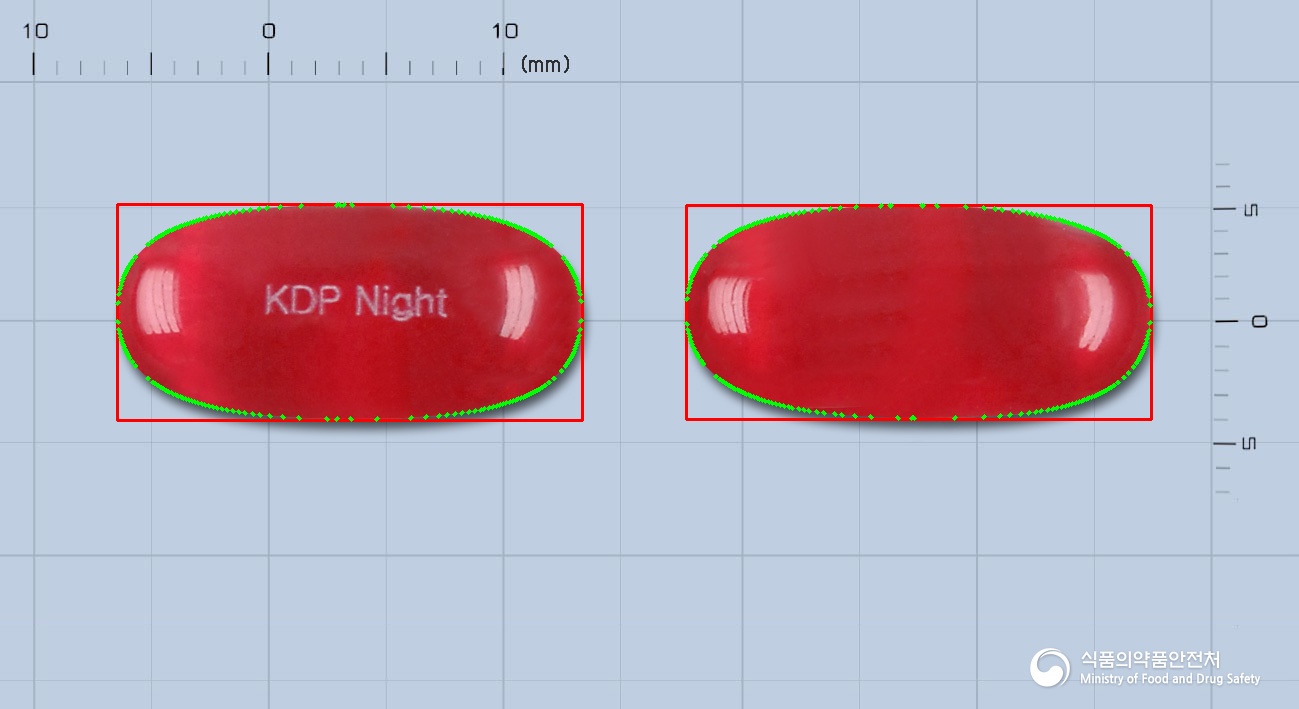 10 0 10 (mm)
KDP Night
5
0
5
식품의약품안전처
Ministry of Food and Drug Safety